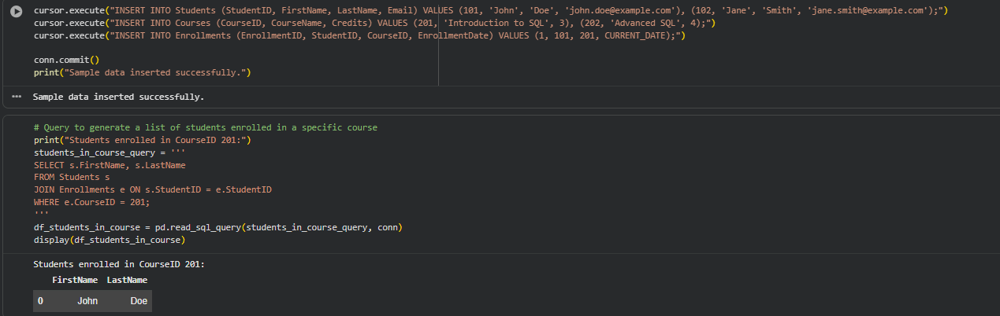 cursor.execute("INSERT INTO Students (StudentID, FirstName, LastName, Email) VALUES (101, 'John', 'Doe', 'john.doe@example.com'), (102, 'Jane', 'Smith', 'jane.smith@example.com');")
cursor.execute("INSERT INTO Courses (CourseID, CourseName, Credits) VALUES (201, 'Introduction to SQL', 3), (202, 'Advanced SQL', 4);")
cursor.execute("INSERT INTO Enrollments (EnrollmentID, StudentID, CourseID, EnrollmentDate) VALUES (1, 101, 201, CURRENT_DATE);")
conn.commit()
print("Sample data inserted successfully.")
Sample data inserted successfully.
# Query to generate a list of students enrolled in a specific course
print("Students enrolled in CourseID 201:")
students_in_course_query = '''
SELECT s.FirstName, s.LastName
FROM Students s
JOIN Enrollments e ON s.StudentID = e.StudentID
WHERE e.CourseID = 201;
'''
df_students_in_course = pd.read_sql_query(students_in_course_query, conn)
display(df_students_in_course)
Students enrolled in CourseID 201:
FirstName LastName
0 John Doe